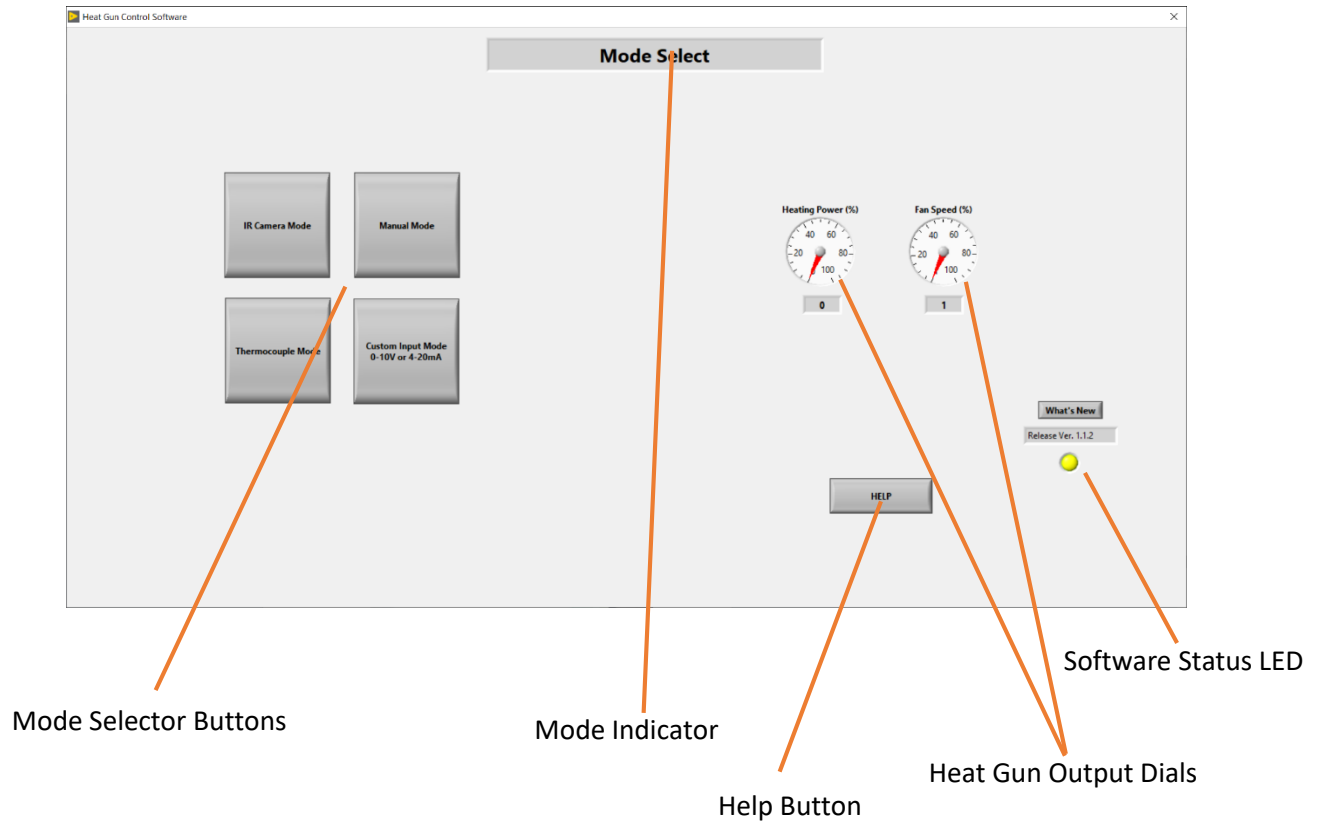 Heat Gun Control Software
Mode Select
IR Camera Mode
Manual Mode
Thermocouple Mode
Custom Input Mode
0-10V or 4-20mA
Heating Power (%)
0
20
40
60
80
100
0
Fan Speed (%)
20
40
60
80
100
1
What's New
Release Ver. 1.1.2
HELP
Software Status LED
Mode Selector Buttons
Mode Indicator
Heat Gun Output Dials
Help Button